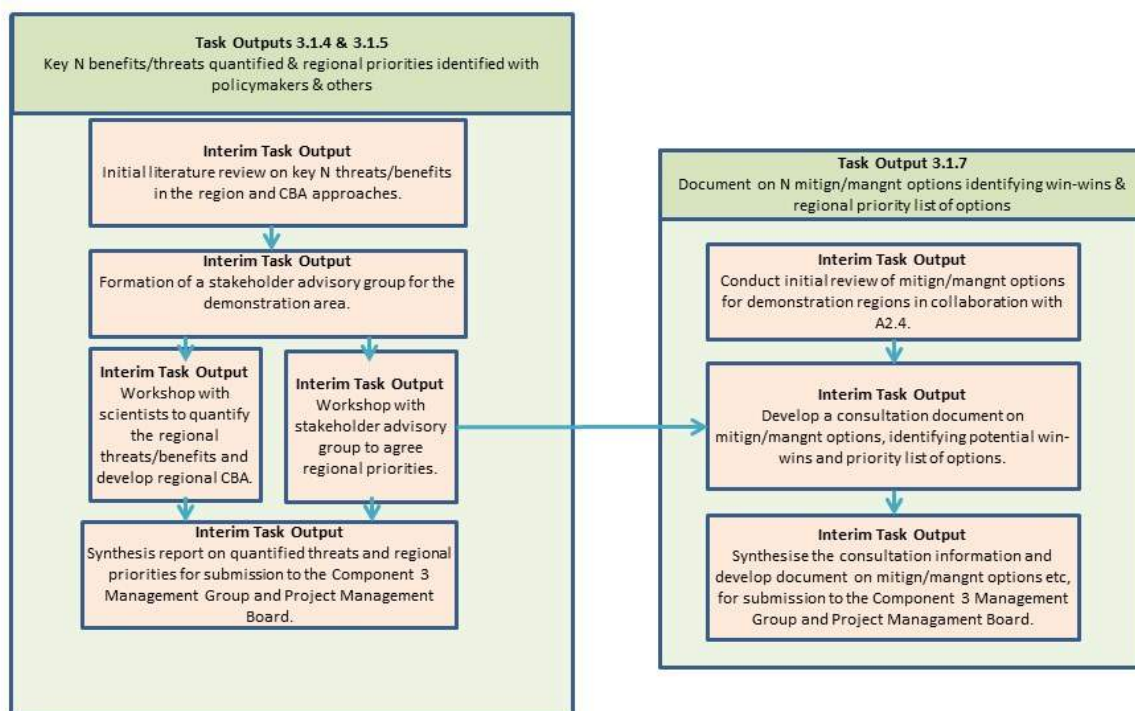 Task Outputs 3.1.4 & 3.1.5
Key N benefits/threats quantified & regional priorities identified with
policymakers & others
Interim Task Output
Initial literature review on key N threats/benefits
in the region and CBA approaches.
Interim Task Output
Formation of a stakeholder advisory group for the
demonstration area.
Interim Task Output
Workshop with
scientists to quantify
the regional
threats/benefits and
develop regional CBA.
Interim Task Output
Workshop with
stakeholder advisory
group to agree
regional priorities.
Interim Task Output
Synthesis report on quantified threats and regional
priorities for submission to the Component 3
Management Group and Project Management
Board.
Task Output 3.1.7
Document on N mitign/mangnt options identifying win-wins &
regional priority list of options
Interim Task Output
Conduct initial review of mitign/mangnt options
for demonstration regions in collaboration with
A2.4.
Interim Task Output
Develop a consultation document on
mitign/mangnt options, identifying potential win-
wins and priority list of options.
Interim Task Output
Synthesise the consultation information and
develop document on mitign/mangnt options etc,
for submission to the Component 3 Management
Group and Project Managament Board.